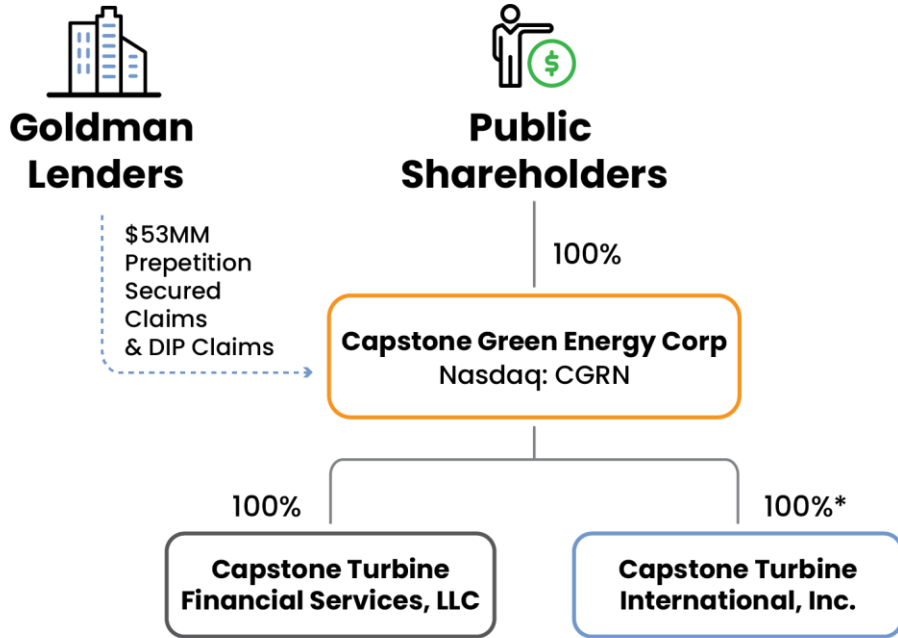 Goldman
Lenders
Public
Shareholders
$
$53MM
Prepetition
Secured
Claims
& DIP Claims
100%
Capstone Green Energy Corp
Nasdaq: CGRN
100%
100%*
Capstone Turbine
Financial Services, LLC
Capstone Turbine
International, Inc.